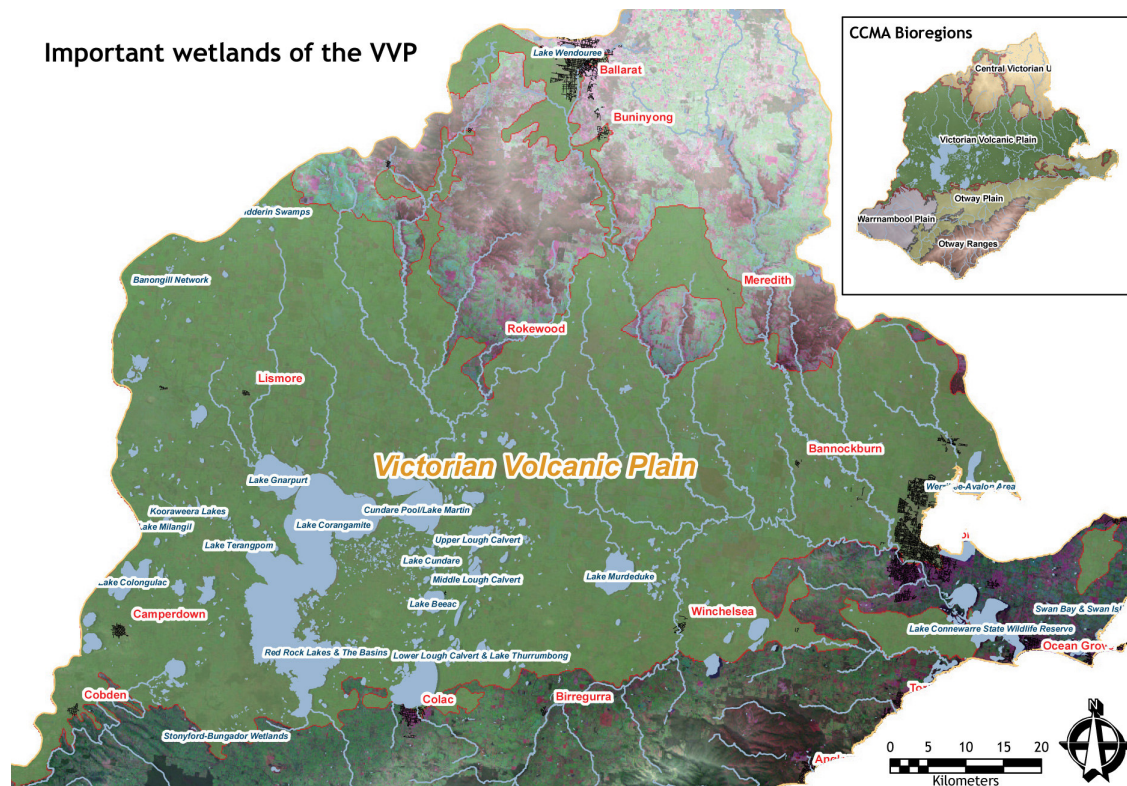 Important wetlands of the VVP
CCMA Bioregions
Central Victorian U
Victorian Volcanic Plain
Otway Plain
Warrnambool Plain
Otway Ranges
Lake Wendouree
Ballarat
Buninyong
dderin Swamps
Banongill Network
Meredith
Rokewood
Lismore
Bannockburn
Victorian Volcanic Plain
Lake Gnarpurt
Cundare Pool/Lake Martin
Kooraweera Lakes
Lake Corangamite
Lake Milangil
Lake Terangpom
Upper Lough Calvert
Lake Cundare
Lake Colongulac
Middle Lough Calvert
Lake Murdeduke
Lake Beeac
Camperdown
Winchelsea
Swan Bay & Swan Isl
Lake Connewarre State Wildlife Reserve
Ocean Grov
Red Rock Lakes & The Basins
Lower Lough Calvert & Lake Thurrumbong
Cobden
Colac
Birregurra
Stonyford-Bungador Wetlands
N
0 5 10 15 20
Kilometers